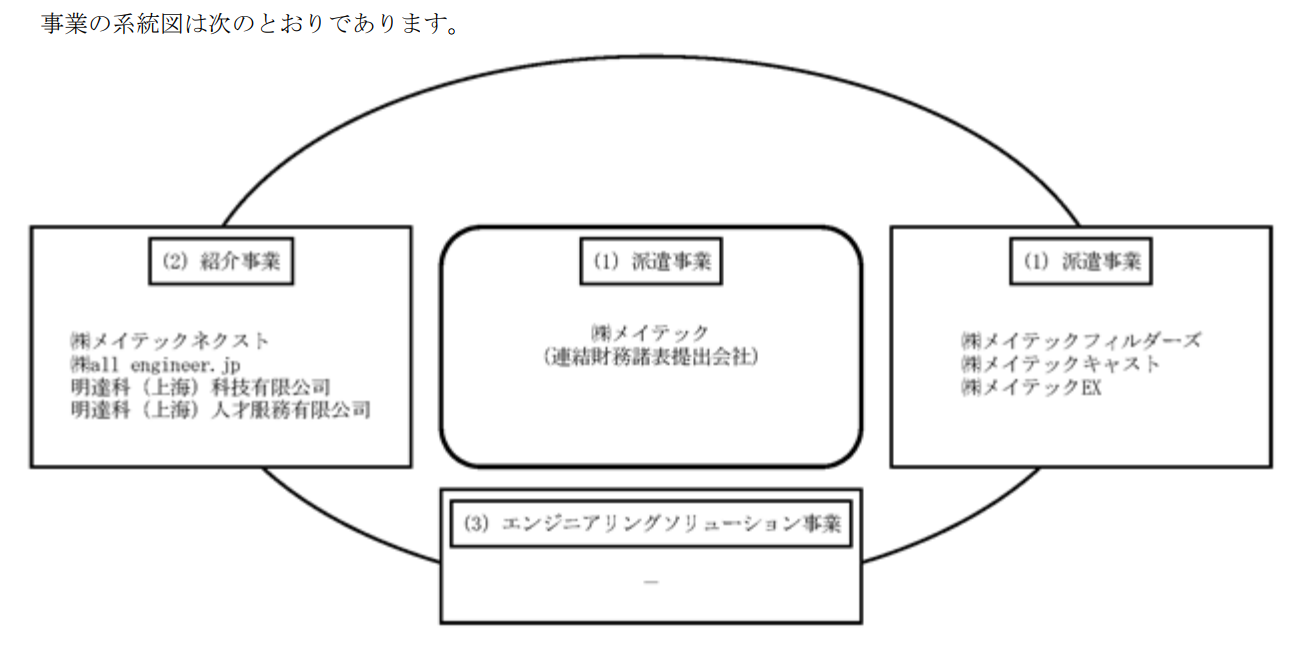 事業の系統図は次のとおりであります。
(2) 紹介事業
㈱メイテックネクスト
㈱all engineer.jp
明達科（上海）科技有限公司
明達科（上海）人才服務有限公司
(1) 派遣事業
㈱メイテック
(連結財務諸表提出会社)
(1) 派遣事業
㈱メイテックフィルダーズ
㈱メイテックキャスト
㈱メイテックEX
(3) エンジニアリングソリューション事業
－